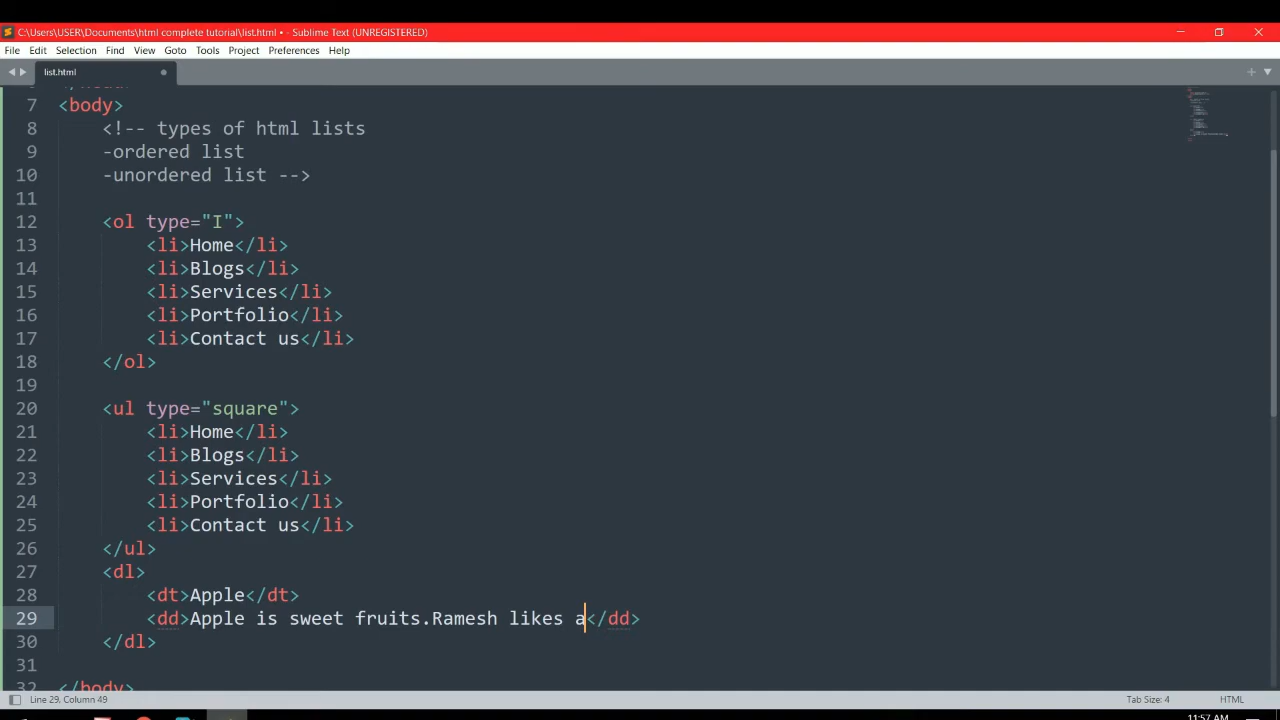 C:\Users\USER\Documents\html complete tutorial\list.html • - Sublime Text (UNREGISTERED)
File Edit Selection Find View Goto Tools Project Preferences Help
list.html
7 <body>
8 <!-- types of html lists
9 -ordered list
10 -unordered list -->
11
12 <ol type="I">
13 <li>Home</li>
14 <li>Blogs</li>
15 <li>Services</li>
16 <li>Portfolio</li>
17 <li>Contact us</li>
18 </ol>
19
20 <ul type="square">
21 <li>Home</li>
22 <li>Blogs</li>
23 <li>Services</li>
24 <li>Portfolio</li>
25 <li>Contact us</li>
26 </ul>
27 <dl>
28 <dt>Apple</dt>
29 <dd>Apple is sweet fruits.Ramesh likes a</dd>
30 </dl>
31
32 </body>
Line 29, Column 49 Tab Size: 4 HTML
11:57 AM